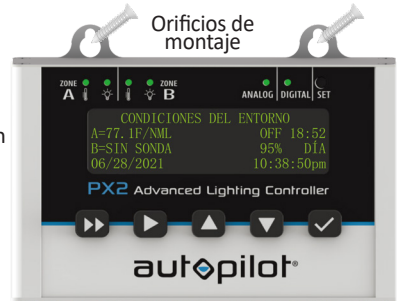 Orificios de
montaje
ZONE A ZONE B ANALOG DIGITAL SET
n
CONDICIONES DEL ENTORNO
A=77.1F/NML OFF 18:52
B=SIN SONDA 95% DÍA
06/28/2021 10:38:50pm
PX2 Advanced Lighting Controller
autopilot®